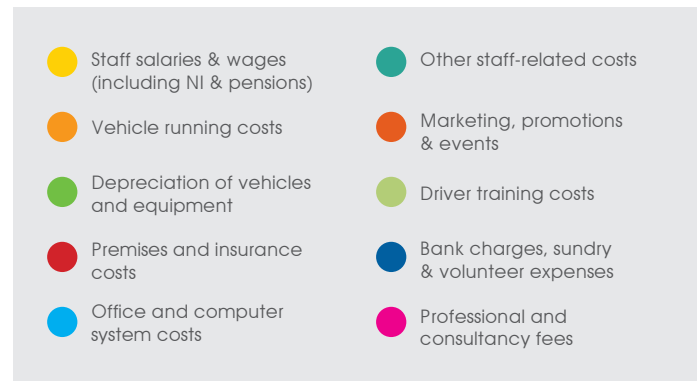 Staff salaries & wages
(including NI & pensions)
Vehicle running costs
Depreciation of vehicles
and equipment
Premises and insurance
costs
Office and computer
system costs
Other staff-related costs
Marketing, promotions
& events
Driver training costs
Bank charges, sundry
& volunteer expenses
Professional and
consultancy fees